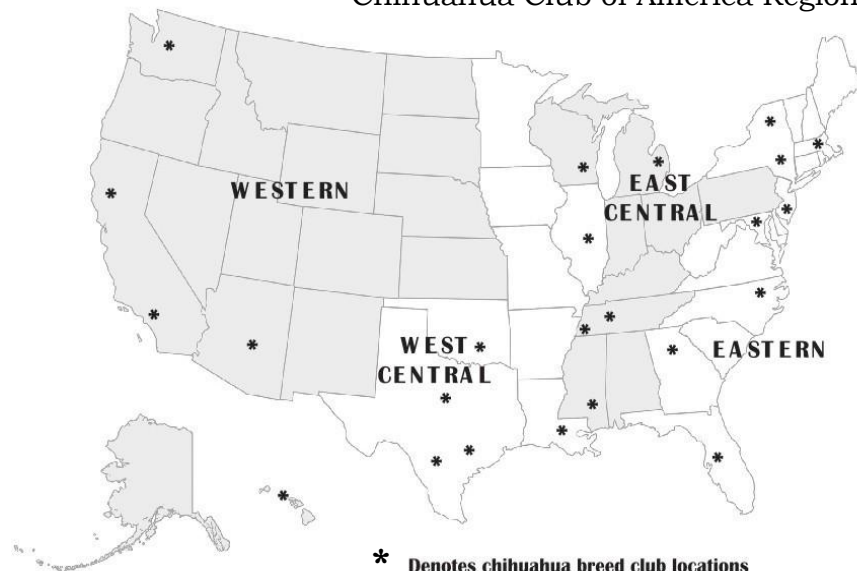 Chihuahua Club of America Region
WESTERN
EAST
CENTRAL
WEST
CENTRAL
EASTERN
* Denotes chihuahua breed club locations